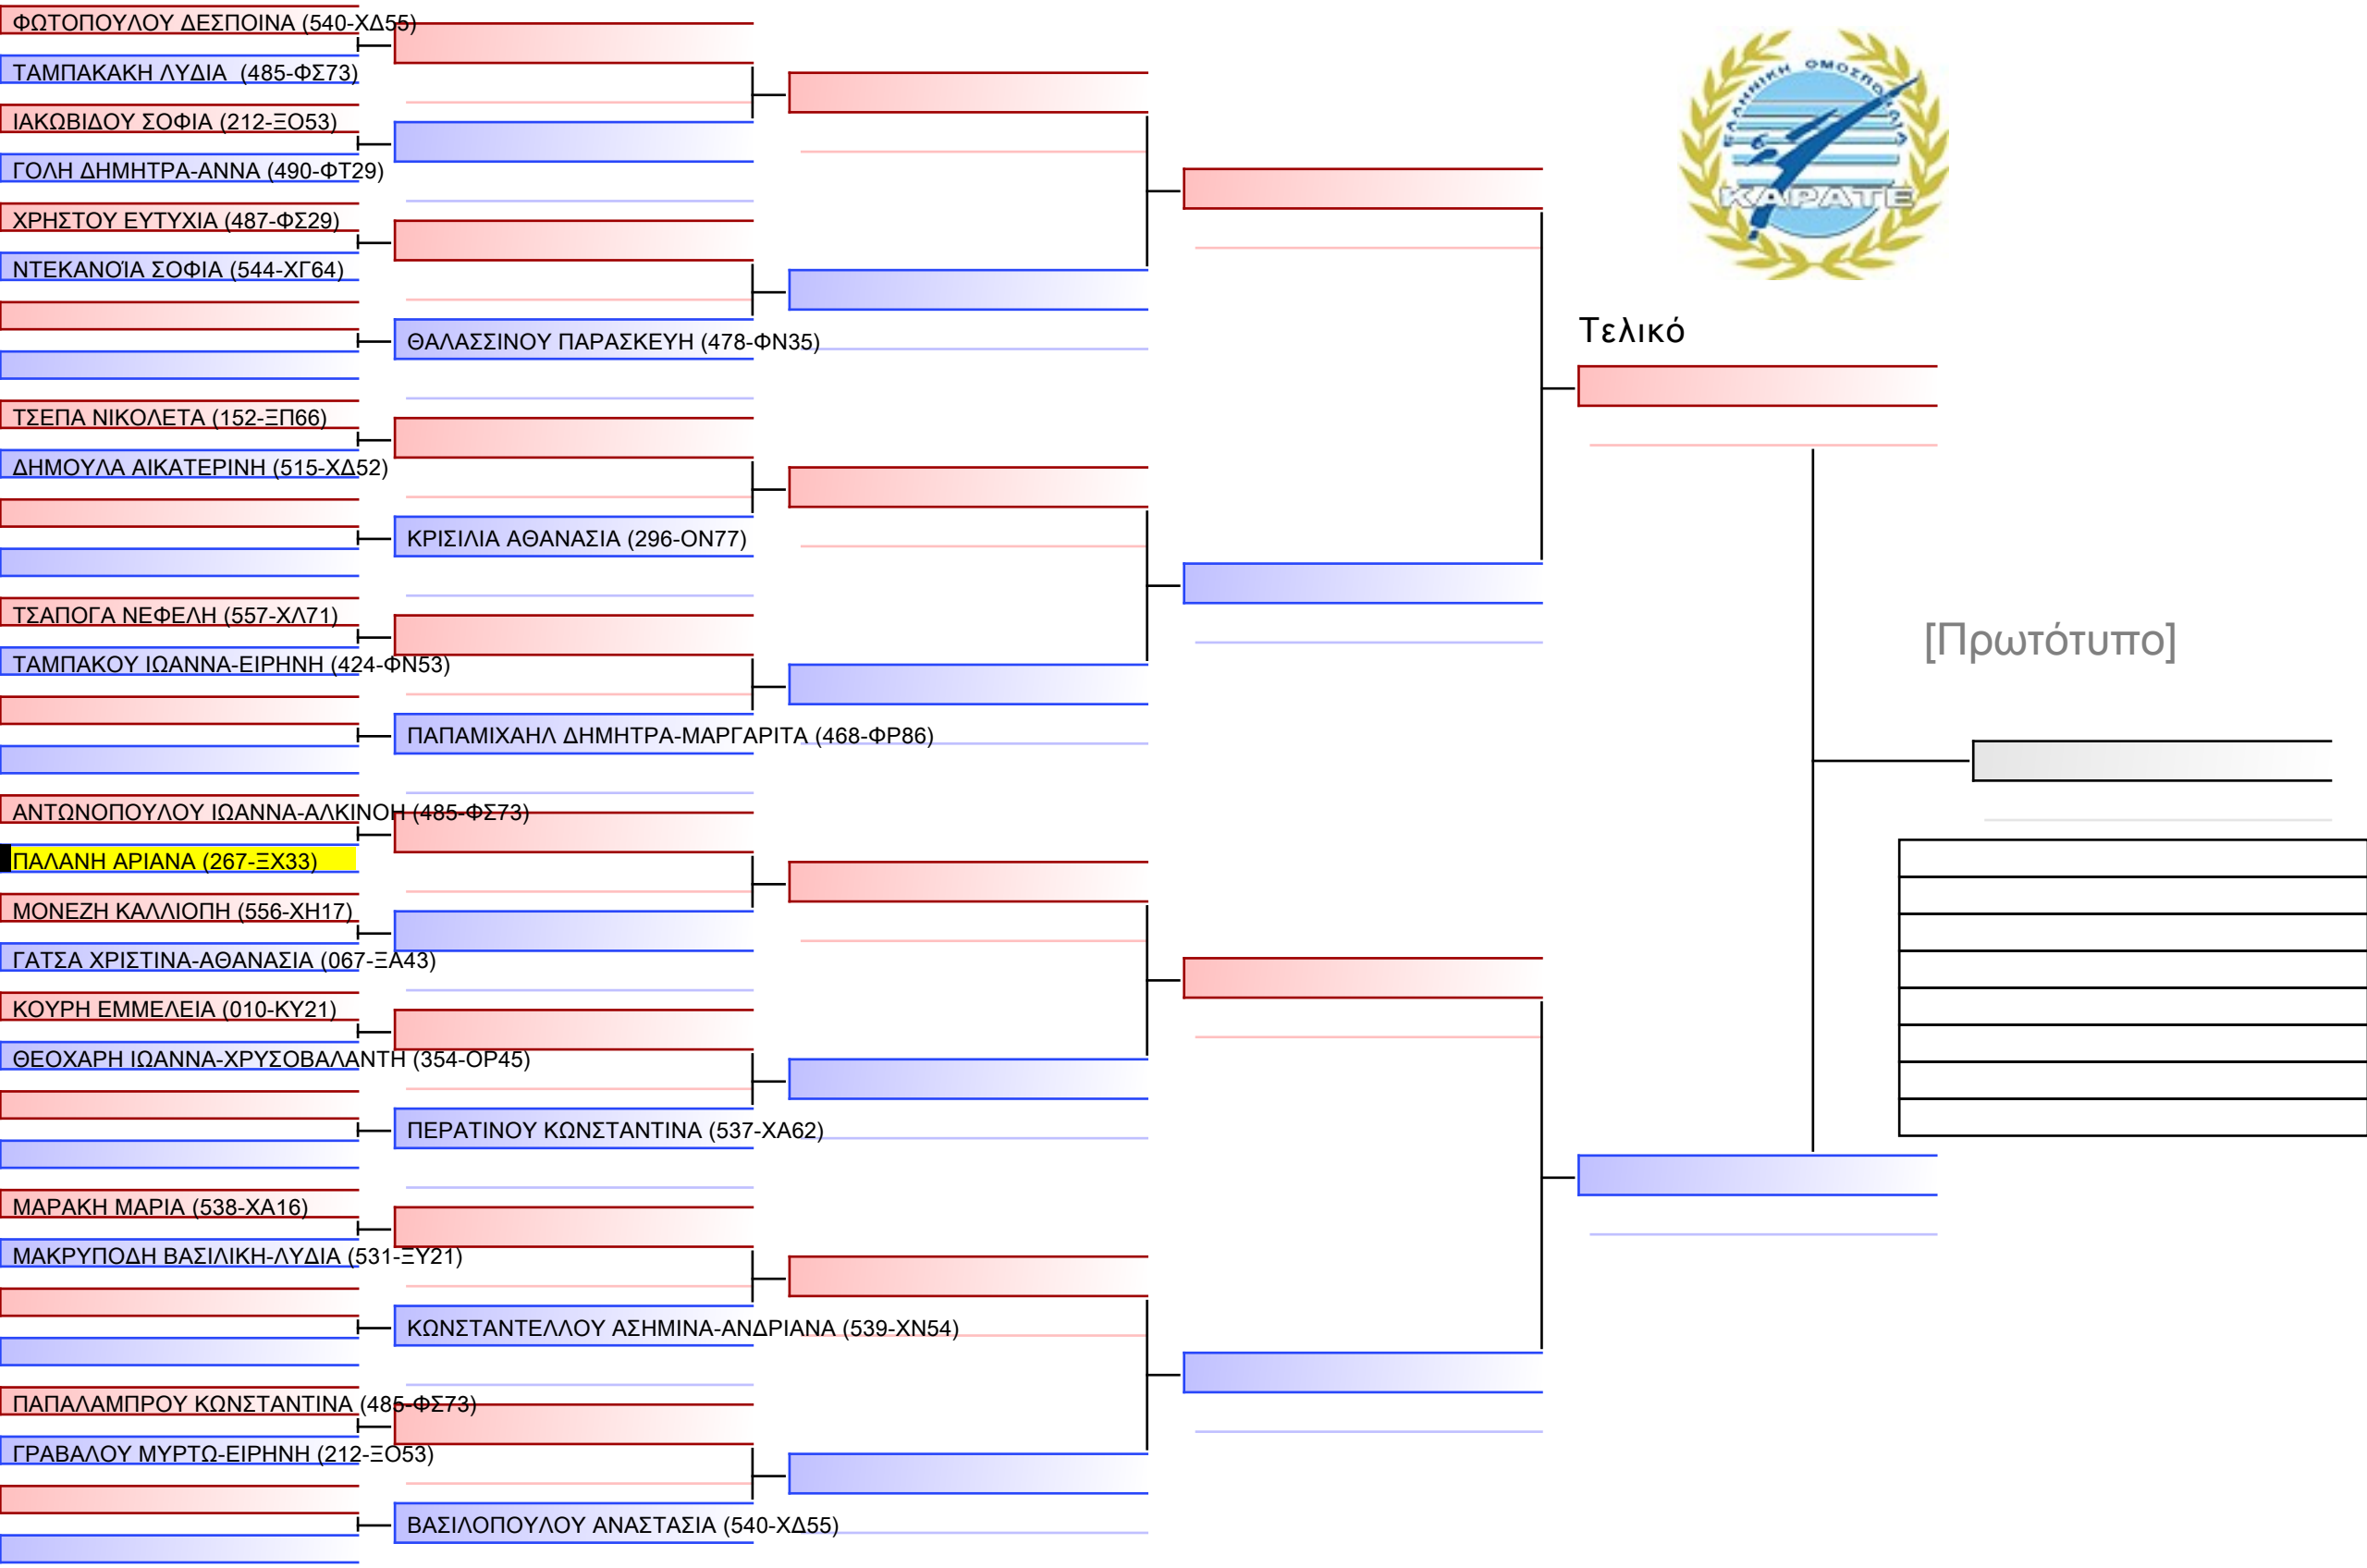 ΦΩΤΟΠΟΥΛΟΥ ΔΕΣΠΟΙΝΑ (540-ΧΔ55)
ΤΑΜΠΑΚΑΚΗ ΛΥΔΙΑ (485-ΦΣ73)
ΙΑΚΩΒΙΔΟΥ ΣΟΦΙΑ (212-ΞΟ53)
ΓΟΛΗ ΔΗΜΗΤΡΑ-ΑΝΝΑ (490-ΦΤ29)
ΧΡΗΣΤΟΥ ΕΥΤΥΧΙΑ (487-ΦΣ29)
ΝΤΕΚΑΝΟΪΑ ΣΟΦΙΑ (544-ΧΓ64)
ΤΣΕΠΑ ΝΙΚΟΛΕΤΑ (152-ΞΠ66)
ΔΗΜΟΥΛΑ ΑΙΚΑΤΕΡΙΝΗ (515-ΧΔ52)
ΤΣΑΠΟΓΑ ΝΕΦΕΛΗ (557-ΧΛ71)
ΤΑΜΠΑΚΟΥ ΙΩΑΝΝΑ-ΕΙΡΗΝΗ (424-ΦΝ53)
ΑΝΤΩΝΟΠΟΥΛΟΥ ΙΩΑΝΝΑ-ΑΛΚΙΝΟΗ (485-ΦΣ73)
ΠΑΛΑΝΗ ΑΡΙΑΝΑ (267-ΞΧ33)
ΜΟΝΕΖΗ ΚΑΛΛΙΟΠΗ (556-ΧΗ17)
ΓΑΤΣΑ ΧΡΙΣΤΙΝΑ-ΑΘΑΝΑΣΙΑ (067-ΞΑ43)
ΚΟΥΡΗ ΕΜΜΕΛΕΙΑ (010-ΚΥ21)
ΘΕΟΧΑΡΗ ΙΩΑΝΝΑ-ΧΡΥΣΟΒΑΛΑΝΤΗ (354-ΟΡ45)
ΜΑΡΑΚΗ ΜΑΡΙΑ (538-ΧΑ16)
ΜΑΚΡΥΠΟΔΗ ΒΑΣΙΛΙΚΗ-ΛΥΔΙΑ (531-ΞΥ21)
ΠΑΠΑΛΑΜΠΡΟΥ ΚΩΝΣΤΑΝΤΙΝΑ (485-ΦΣ73)
ΓΡΑΒΑΛΟΥ ΜΥΡΤΩ-ΕΙΡΗΝΗ (212-ΞΟ53)
ΘΑΛΑΣΣΙΝΟΥ ΠΑΡΑΣΚΕΥΗ (478-ΦΝ35)
ΚΡΙΣΙΛΙΑ ΑΘΑΝΑΣΙΑ (296-ΟΝ77)
ΠΑΠΑΜΙΧΑΗΛ ΔΗΜΗΤΡΑ-ΜΑΡΓΑΡΙΤΑ (468-ΦΡ86)
ΠΕΡΑΤΙΝΟΥ ΚΩΝΣΤΑΝΤΙΝΑ (537-ΧΑ62)
ΚΩΝΣΤΑΝΤΕΛΛΟΥ ΑΣΗΜΙΝΑ-ΑΝΔΡΙΑΝΑ (539-ΧΝ54)
ΒΑΣΙΛΟΠΟΥΛΟΥ ΑΝΑΣΤΑΣΙΑ (540-ΧΔ55)
ΕΛΛΗΝΙΚΗ ΟΜΟΣΠΟΝΔΙΑ
ΚΑΡΑΤΕ
Τελικό
[Πρωτότυπο]